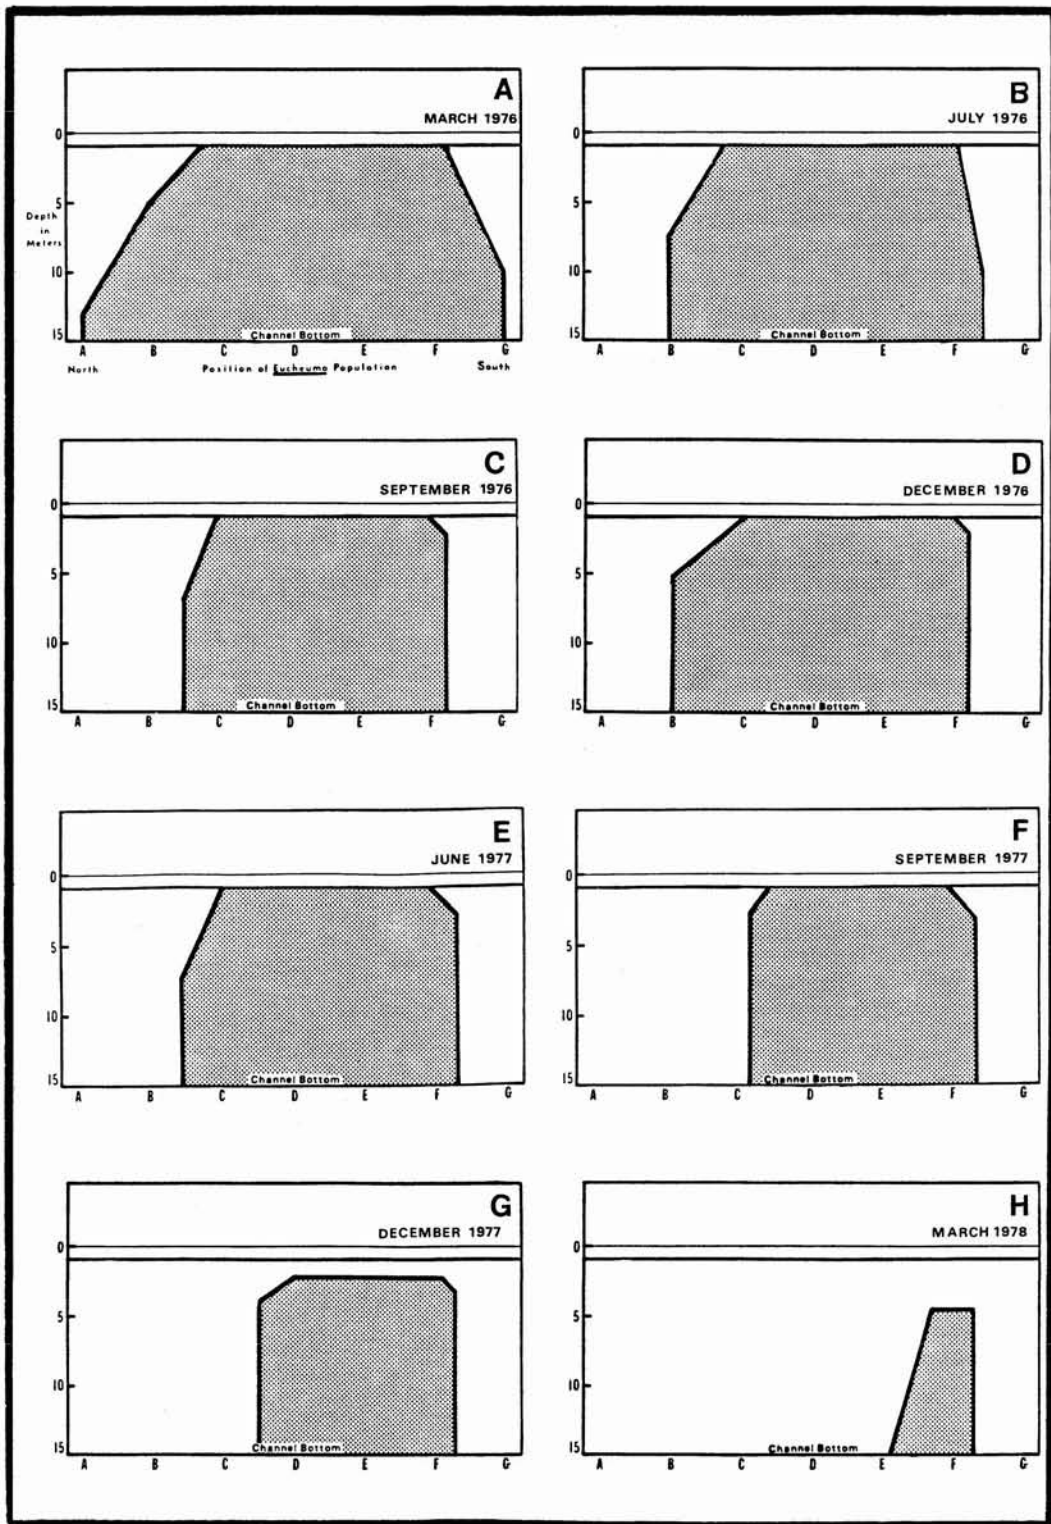 A
MARCH 1976
0
5
Depth
in
Meters
10
15
Channel Bottom
A B C D E F G
North Position of Eucheuma Population South
B
JULY 1976
0
5
10
15
Channel Bottom
A B C D E F G
C
SEPTEMBER 1976
0
5
10
15
Channel Bottom
A B C D E F G
D
DECEMBER 1976
0
5
10
15
Channel Bottom
A B C D E F G
E
JUNE 1977
0
5
10
15
Channel Bottom
A B C D E F G
F
SEPTEMBER 1977
0
5
10
15
Channel Bottom
A B C D E F G
G
DECEMBER 1977
0
5
10
15
Channel Bottom
A B C D E F G
H
MARCH 1978
0
5
10
15
Channel Bottom
A B C D E F G